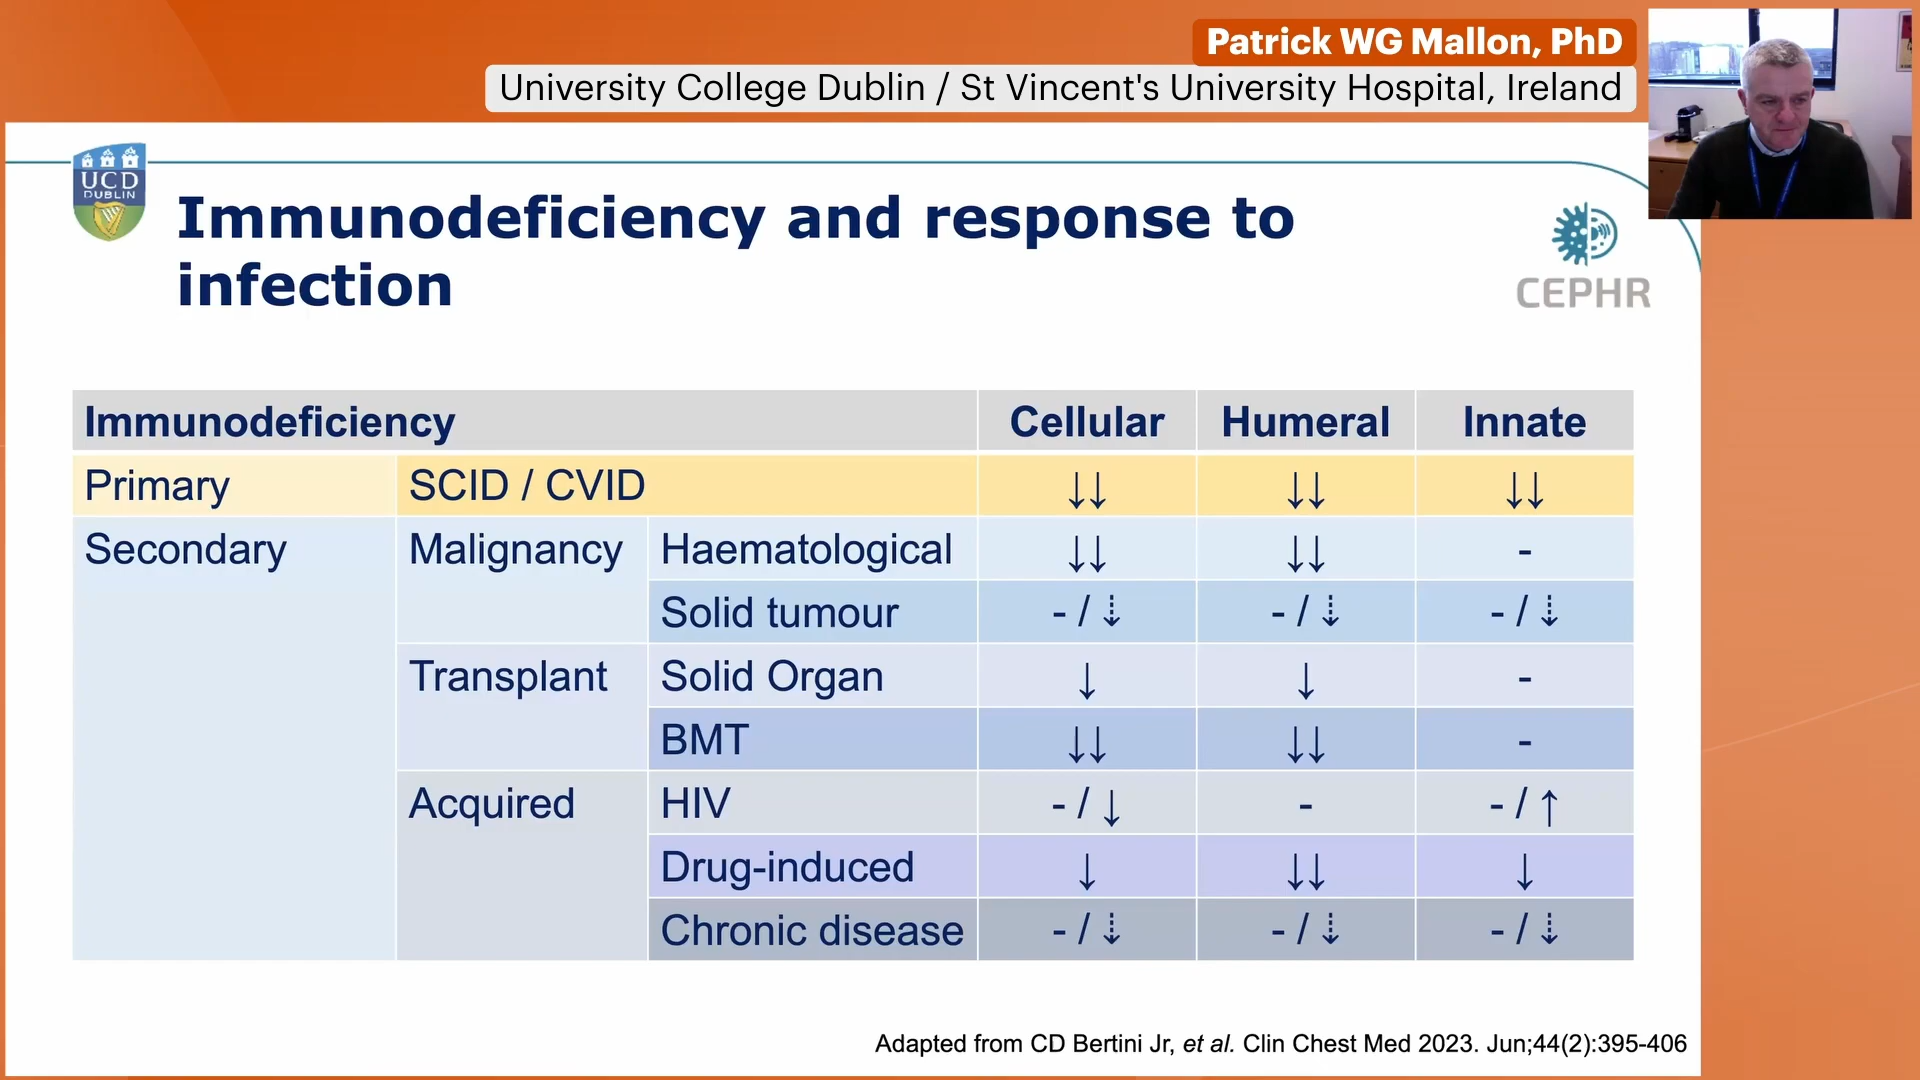 Patrick WG Mallon, PhD
University College Dublin / St Vincent's University Hospital, Ireland
UCD
DUBLIN
Immunodeficiency and response to
infection
CEPHR
Immunodeficiency Cellular Humeral Innate
Primary SCID / CVID ↓↓ ↓↓ ↓↓
Secondary Malignancy Haematological ↓↓ ↓↓ -
Solid tumour - / ⇣ - / ⇣ - / ⇣
Transplant Solid Organ ↓ ↓ -
BMT ↓↓ ↓↓ -
Acquired HIV - / ↓ - - / ↑
Drug-induced ↓ ↓↓ ↓
Chronic disease - / ⇣ - / ⇣ - / ⇣
Adapted from CD Bertini Jr, et al. Clin Chest Med 2023. Jun;44(2):395-406